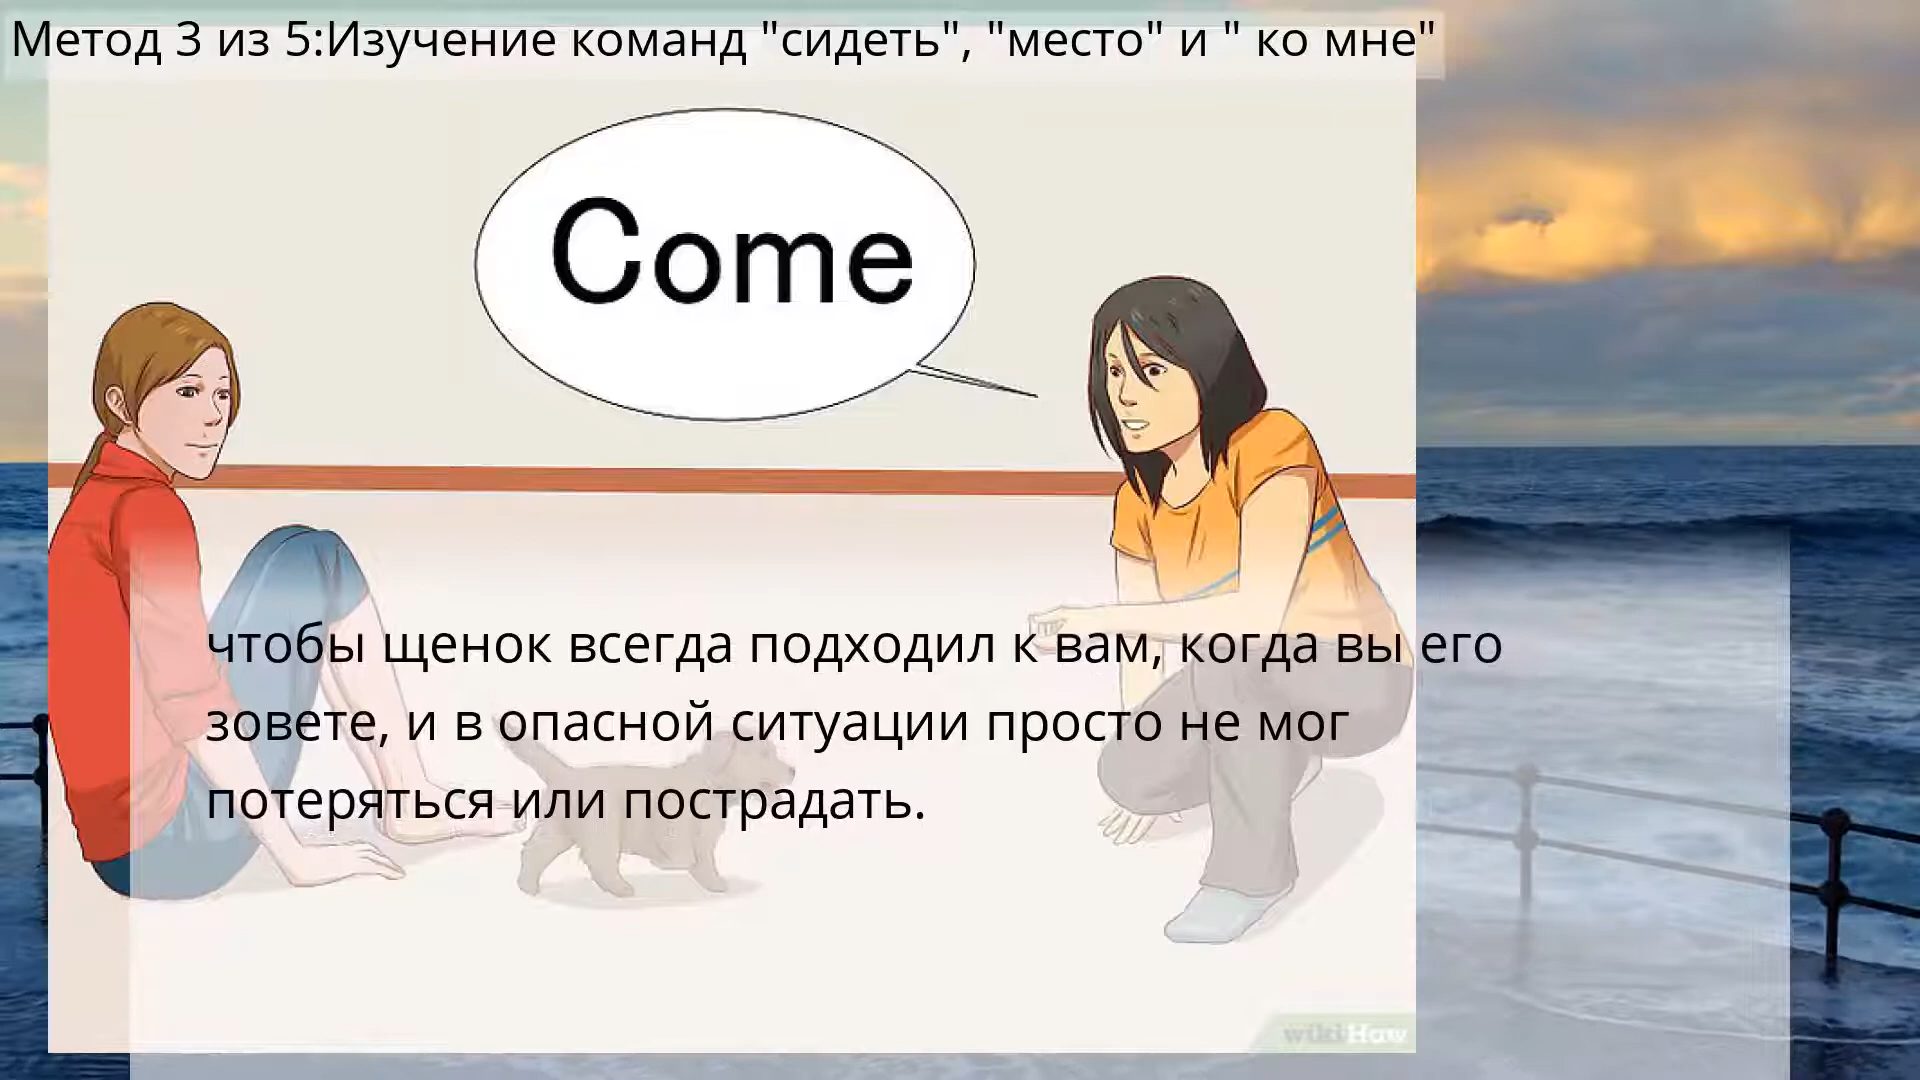 Метод 3 из 5:Изучение команд "сидеть", "место" и " ко мне"
Come
чтобы щенок всегда подходил к вам, когда вы его
зовете, и в опасной ситуации просто не мог
потеряться или пострадать.
wikiHow